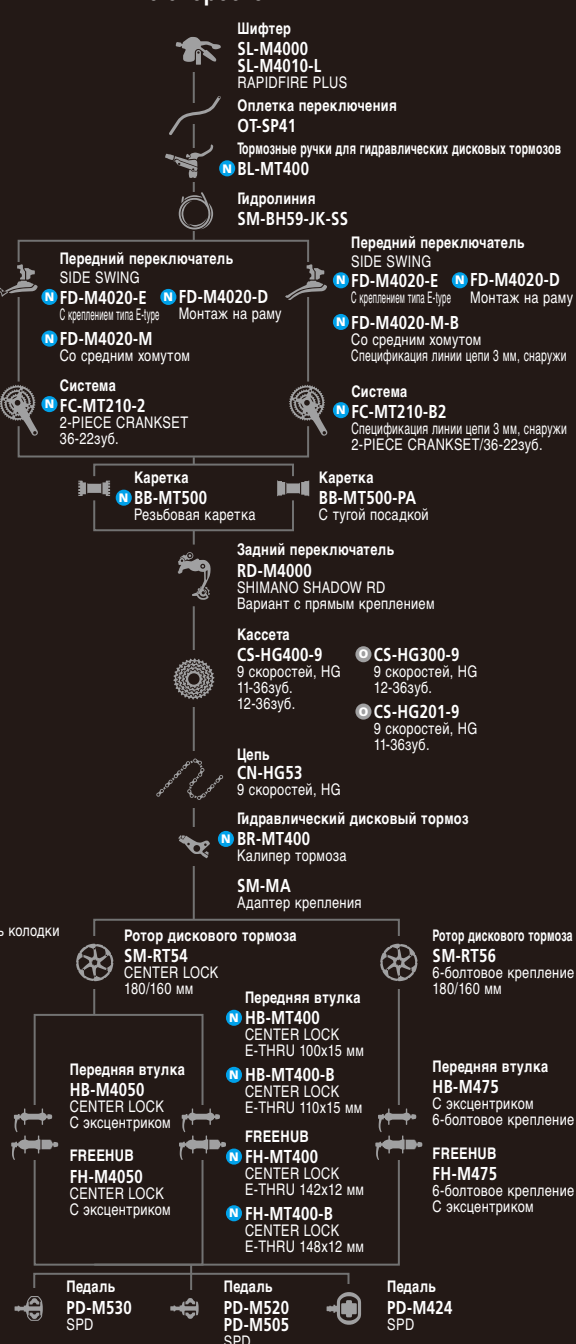 Шифтер
SL-M4000
SL-M4010-L
RAPIDFIRE PLUS
Оплетка переключения
OT-SP41
Тормозные ручки для гидравлических дисковых тормозов
N BL-MT400
Гидролиния
SM-BH59-JK-SS
Передний переключатель
SIDE SWING
N FD-M4020-E N FD-M4020-D
С креплением типа E-type Монтаж на раму
N FD-M4020-M
Со средним хомутом
Передний переключатель
SIDE SWING
N FD-M4020-E N FD-M4020-D
С креплением типа E-type Монтаж на раму
N FD-M4020-M-B
Со средним хомутом
Спецификация линии цепи 3 мм, снаружи
Система
N FC-MT210-2
2-PIECE CRANKSET
36-22зуб.
Система
N FC-MT210-B2
Спецификация линии цепи 3 мм, снаружи
2-PIECE CRANKSET/36-22зуб.
Каретка
N BB-MT500
Резьбовая каретка
Каретка
BB-MT500-PA
С тугой посадкой
Задний переключатель
RD-M4000
SHIMANO SHADOW RD
Вариант с прямым креплением
Кассета
CS-HG400-9
9 скоростей, HG
11-36зуб.
12-36зуб.
O CS-HG300-9
9 скоростей, HG
12-36зуб.
O CS-HG201-9
9 скоростей, HG
11-36зуб.
Цепь
CN-HG53
9 скоростей, HG
Гидравлический дисковый тормоз
N BR-MT400
Калипер тормоза
SM-MA
Адаптер крепления
ь колодки
Ротор дискового тормоза
SM-RT54
CENTER LOCK
180/160 мм
Ротор дискового тормоза
SM-RT56
6-болтовое крепление
180/160 мм
Передняя втулка
HB-M4050
CENTER LOCK
С эксцентриком
FREEHUB
FH-M4050
CENTER LOCK
С эксцентриком
Передняя втулка
N HB-MT400
CENTER LOCK
E-THRU 100x15 мм
N HB-MT400-B
CENTER LOCK
E-THRU 110x15 мм
FREEHUB
N FH-MT400
CENTER LOCK
E-THRU 142x12 мм
N FH-MT400-B
CENTER LOCK
E-THRU 148x12 мм
Передняя втулка
HB-M475
С эксцентриком
6-болтовое крепление
FREEHUB
FH-M475
6-болтовое крепление
С эксцентриком
Педаль
PD-M530
SPD
Педаль
PD-M520
PD-M505
SPD
Педаль
PD-M424
SPD